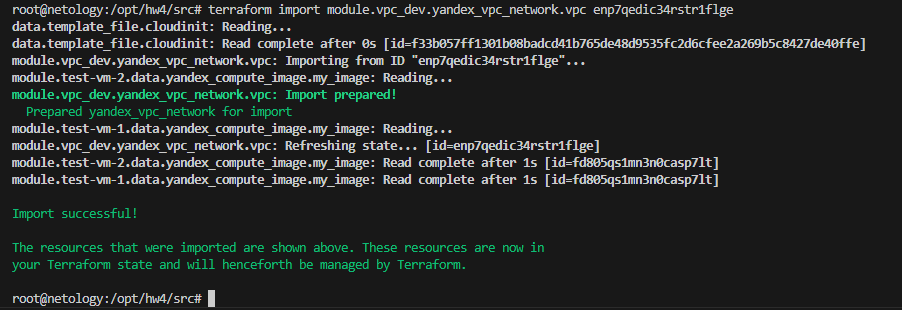 root@netology:/opt/hw4/src# terraform import module.vpc_dev.yandex_vpc_network.vpc enp7qedic34rstr1flge
data.template_file.cloudinit: Reading...
data.template_file.cloudinit: Read complete after 0s [id=f33b057ff1301b08badcd41b765de48d9535fc2d6cfee2a269b5c8427de40ffe]
module.vpc_dev.yandex_vpc_network.vpc: Importing from ID "enp7qedic34rstr1flge"...
module.test-vm-2.data.yandex_compute_image.my_image: Reading...
module.vpc_dev.yandex_vpc_network.vpc: Import prepared!
  Prepared yandex_vpc_network for import
module.test-vm-1.data.yandex_compute_image.my_image: Reading...
module.vpc_dev.yandex_vpc_network.vpc: Refreshing state... [id=enp7qedic34rstr1flge]
module.test-vm-2.data.yandex_compute_image.my_image: Read complete after 1s [id=fd805qs1mn3n0casp7lt]
module.test-vm-1.data.yandex_compute_image.my_image: Read complete after 1s [id=fd805qs1mn3n0casp7lt]
Import successful!
The resources that were imported are shown above. These resources are now in
your Terraform state and will henceforth be managed by Terraform.
root@netology:/opt/hw4/src#